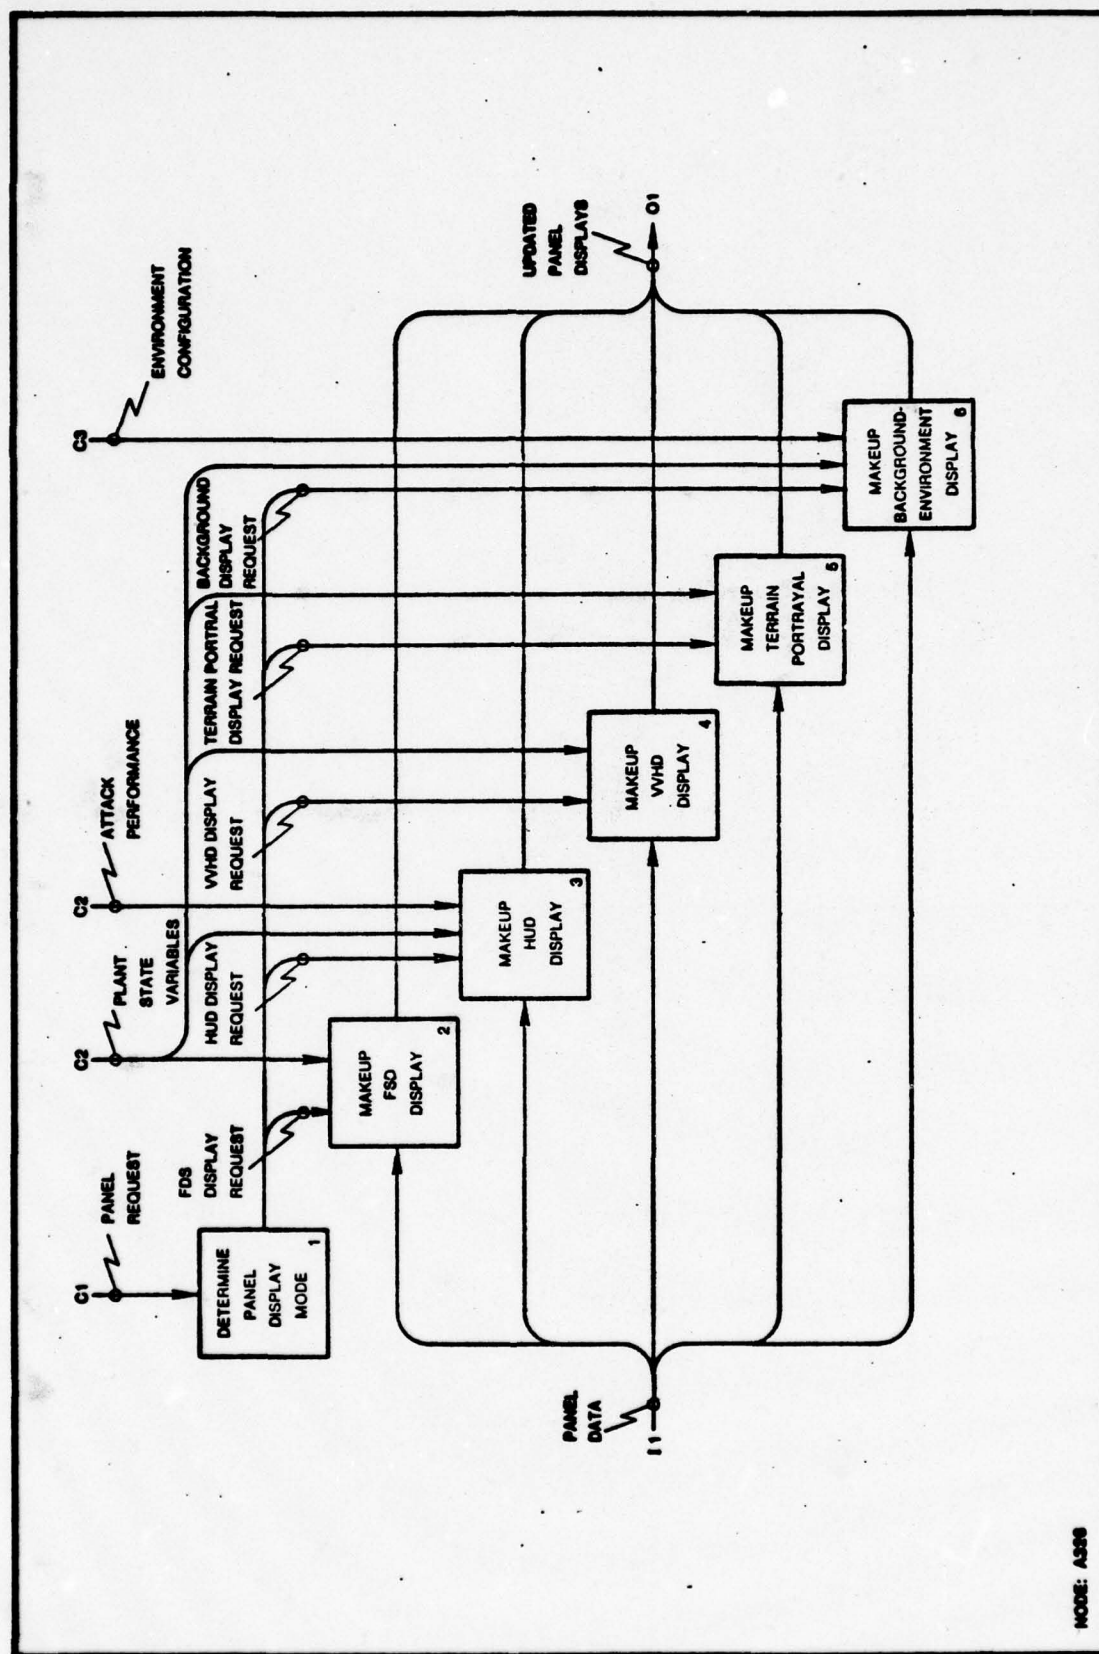 C1
PANEL
REQUEST
C2
PLANT
STATE
VARIABLES
C2
ATTACK
PERFORMANCE
C3
ENVIRONMENT
CONFIGURATION
FDS
DISPLAY
REQUEST
HUD DISPLAY
REQUEST
VVHD DISPLAY
REQUEST
TERRAIN PORTRAL
DISPLAY REQUEST
BACKGROUND
DISPLAY
REQUEST
DETERMINE
PANEL
DISPLAY
MODE
1
MAKEUP
FSD
DISPLAY
2
MAKEUP
HUD
DISPLAY
3
MAKEUP
VVHD
DISPLAY
4
MAKEUP
TERRAIN
PORTRAYAL
DISPLAY
5
MAKEUP
BACKGROUND-
ENVIRONMENT
DISPLAY
6
PANEL
DATA
I1
UPDATED
PANEL
DISPLAYS
O1
NODE: